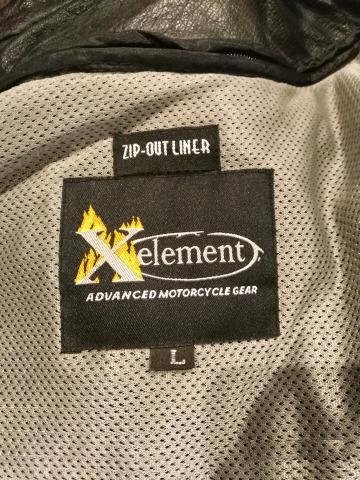 ZIP-OUT LINER
Xelement
ADVANCED MOTORCYCLE GEAR
L